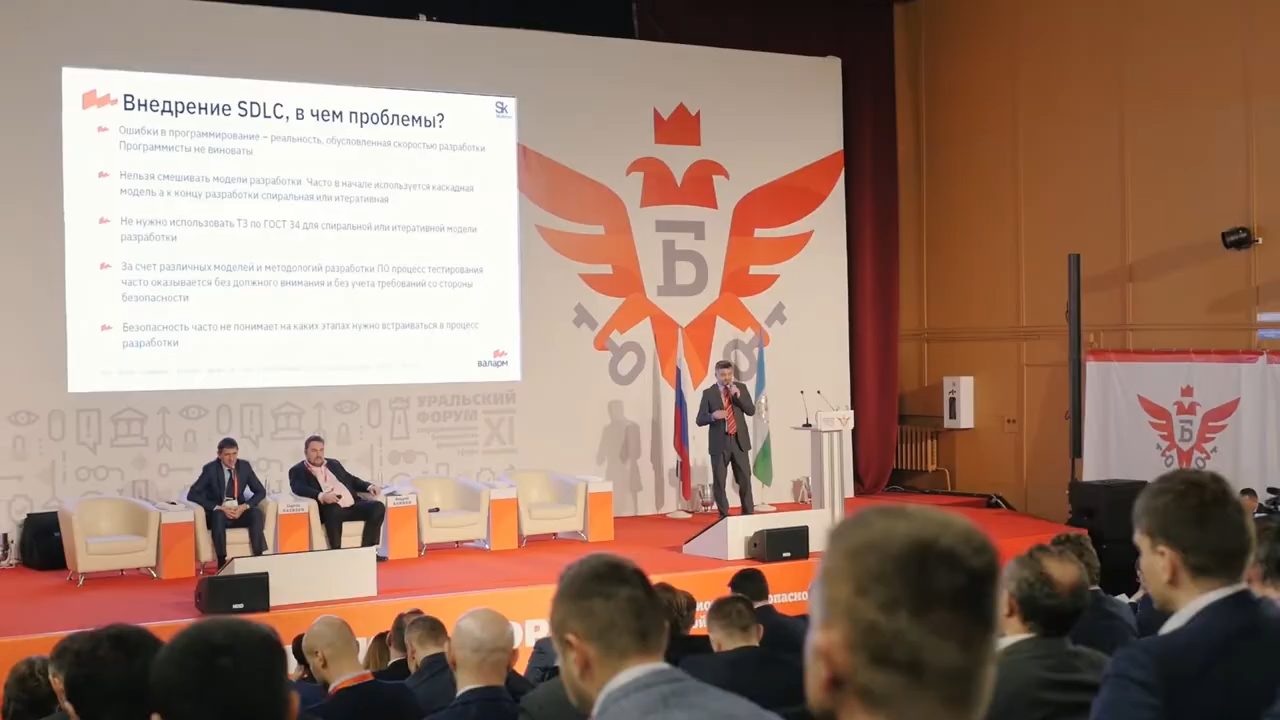 Внедрение SDLC, в чем проблемы?
Sk
Ошибки в программирование – реальность, обусловленная скоростью разработки
Программисты не виноваты
Нельзя смешивать модели разработки. Часто в начале используется каскадная
модель а к концу разработки спиральная или итеративная
Не нужно использовать ТЗ по ГОСТ 34 для спиральной или итеративной модели
разработки
За счет различных моделей и методологий разработки ПО процесс тестирования
часто оказывается без должного внимания и без учета требований со стороны
безопасности
Безопасность часто не понимает на каких этапах нужно встраиваться в процесс
разработки
валарм
Б
УРАЛЬСКИЙ
ФОРУМ
XI
Б